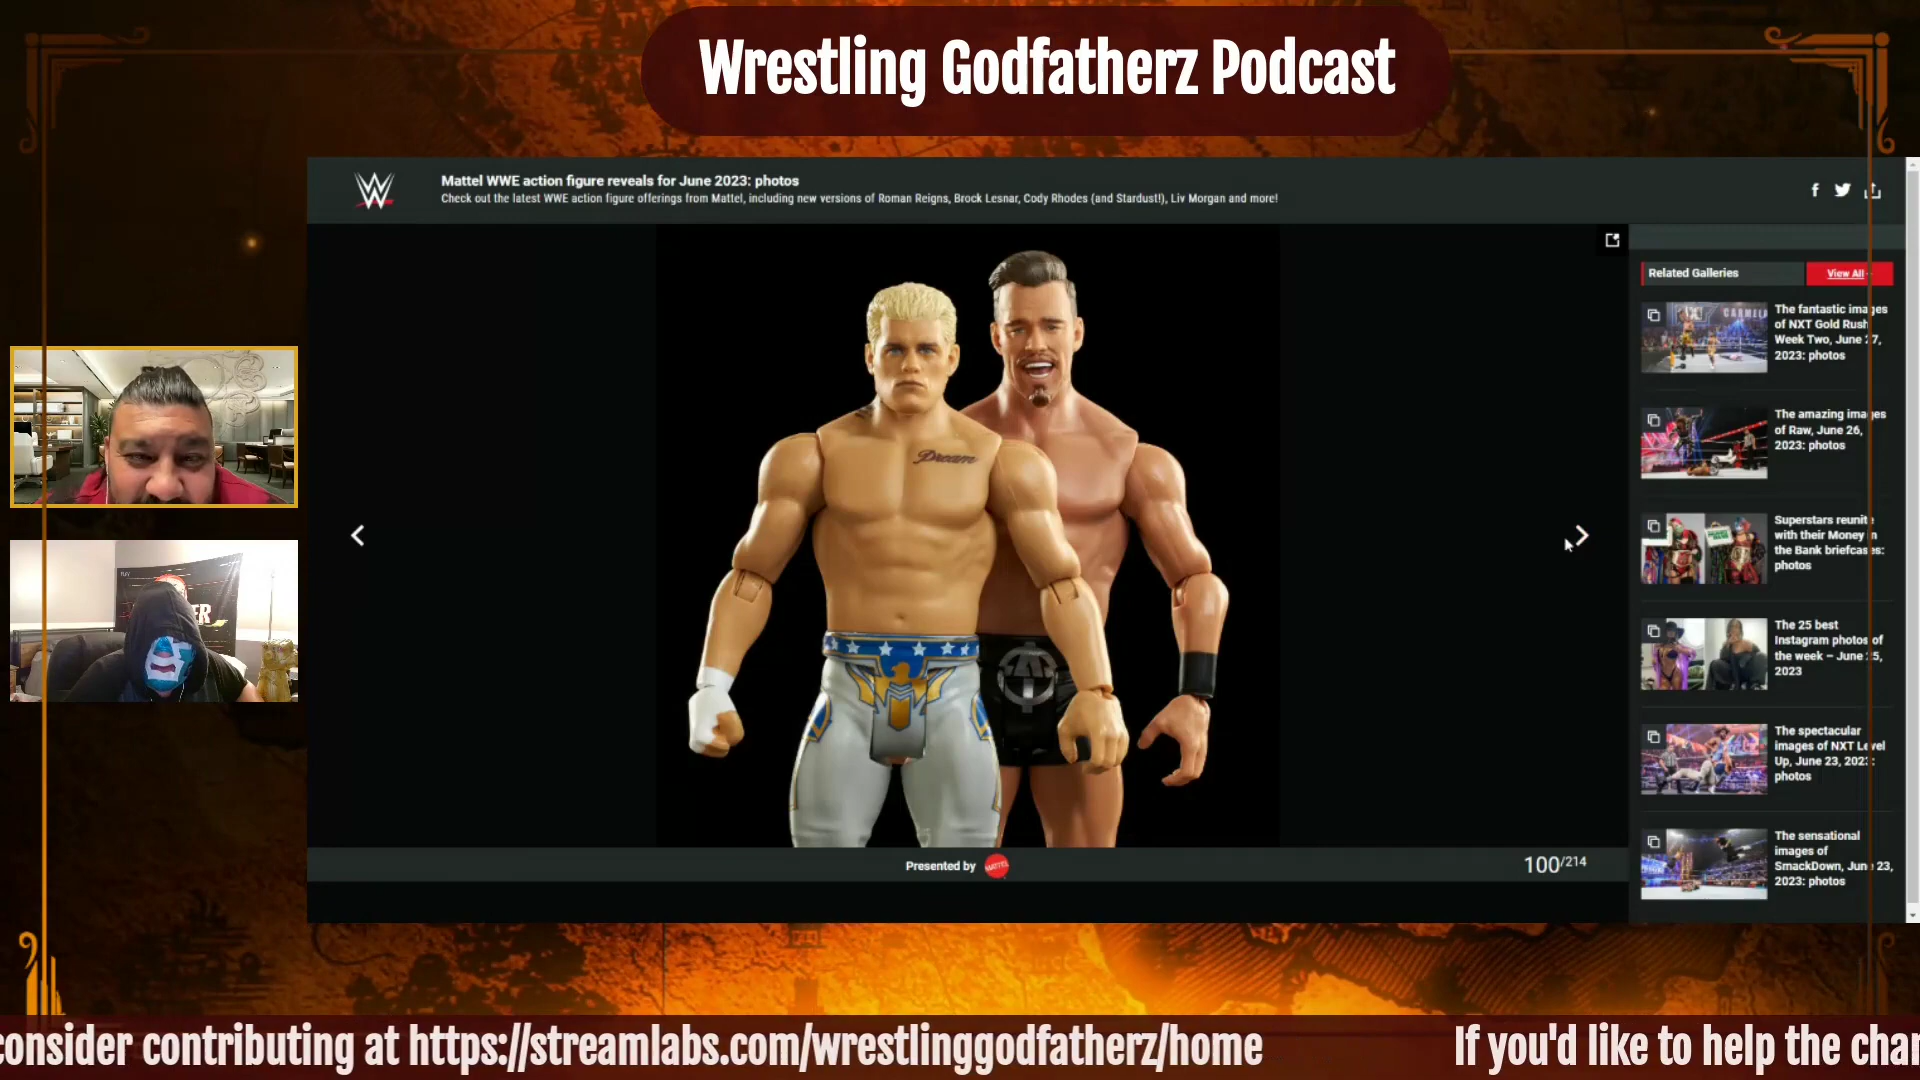 Wrestling Godfatherz Podcast
Mattel WWE action figure reveals for June 2023: photos
Check out the latest WWE action figure offerings from Mattel, including new versions of Roman Reigns, Brock Lesnar, Cody Rhodes (and Stardust!), Liv Morgan and more!
Related Galleries
View All
The fantastic images
of NXT Gold Rush
Week Two, June 27,
2023: photos
The amazing images
of Raw, June 26,
2023: photos
Superstars reunite
with their Money in
the Bank briefcases:
photos
The 25 best
Instagram photos of
the week – June 25,
2023
The spectacular
images of NXT Level
Up, June 23, 2023:
photos
The sensational
images of
SmackDown, June 23,
2023: photos
Dream
Presented by
MATTEL
100/214
consider contributing at https://streamlabs.com/wrestlinggodfatherz/home
If you'd like to help the chan